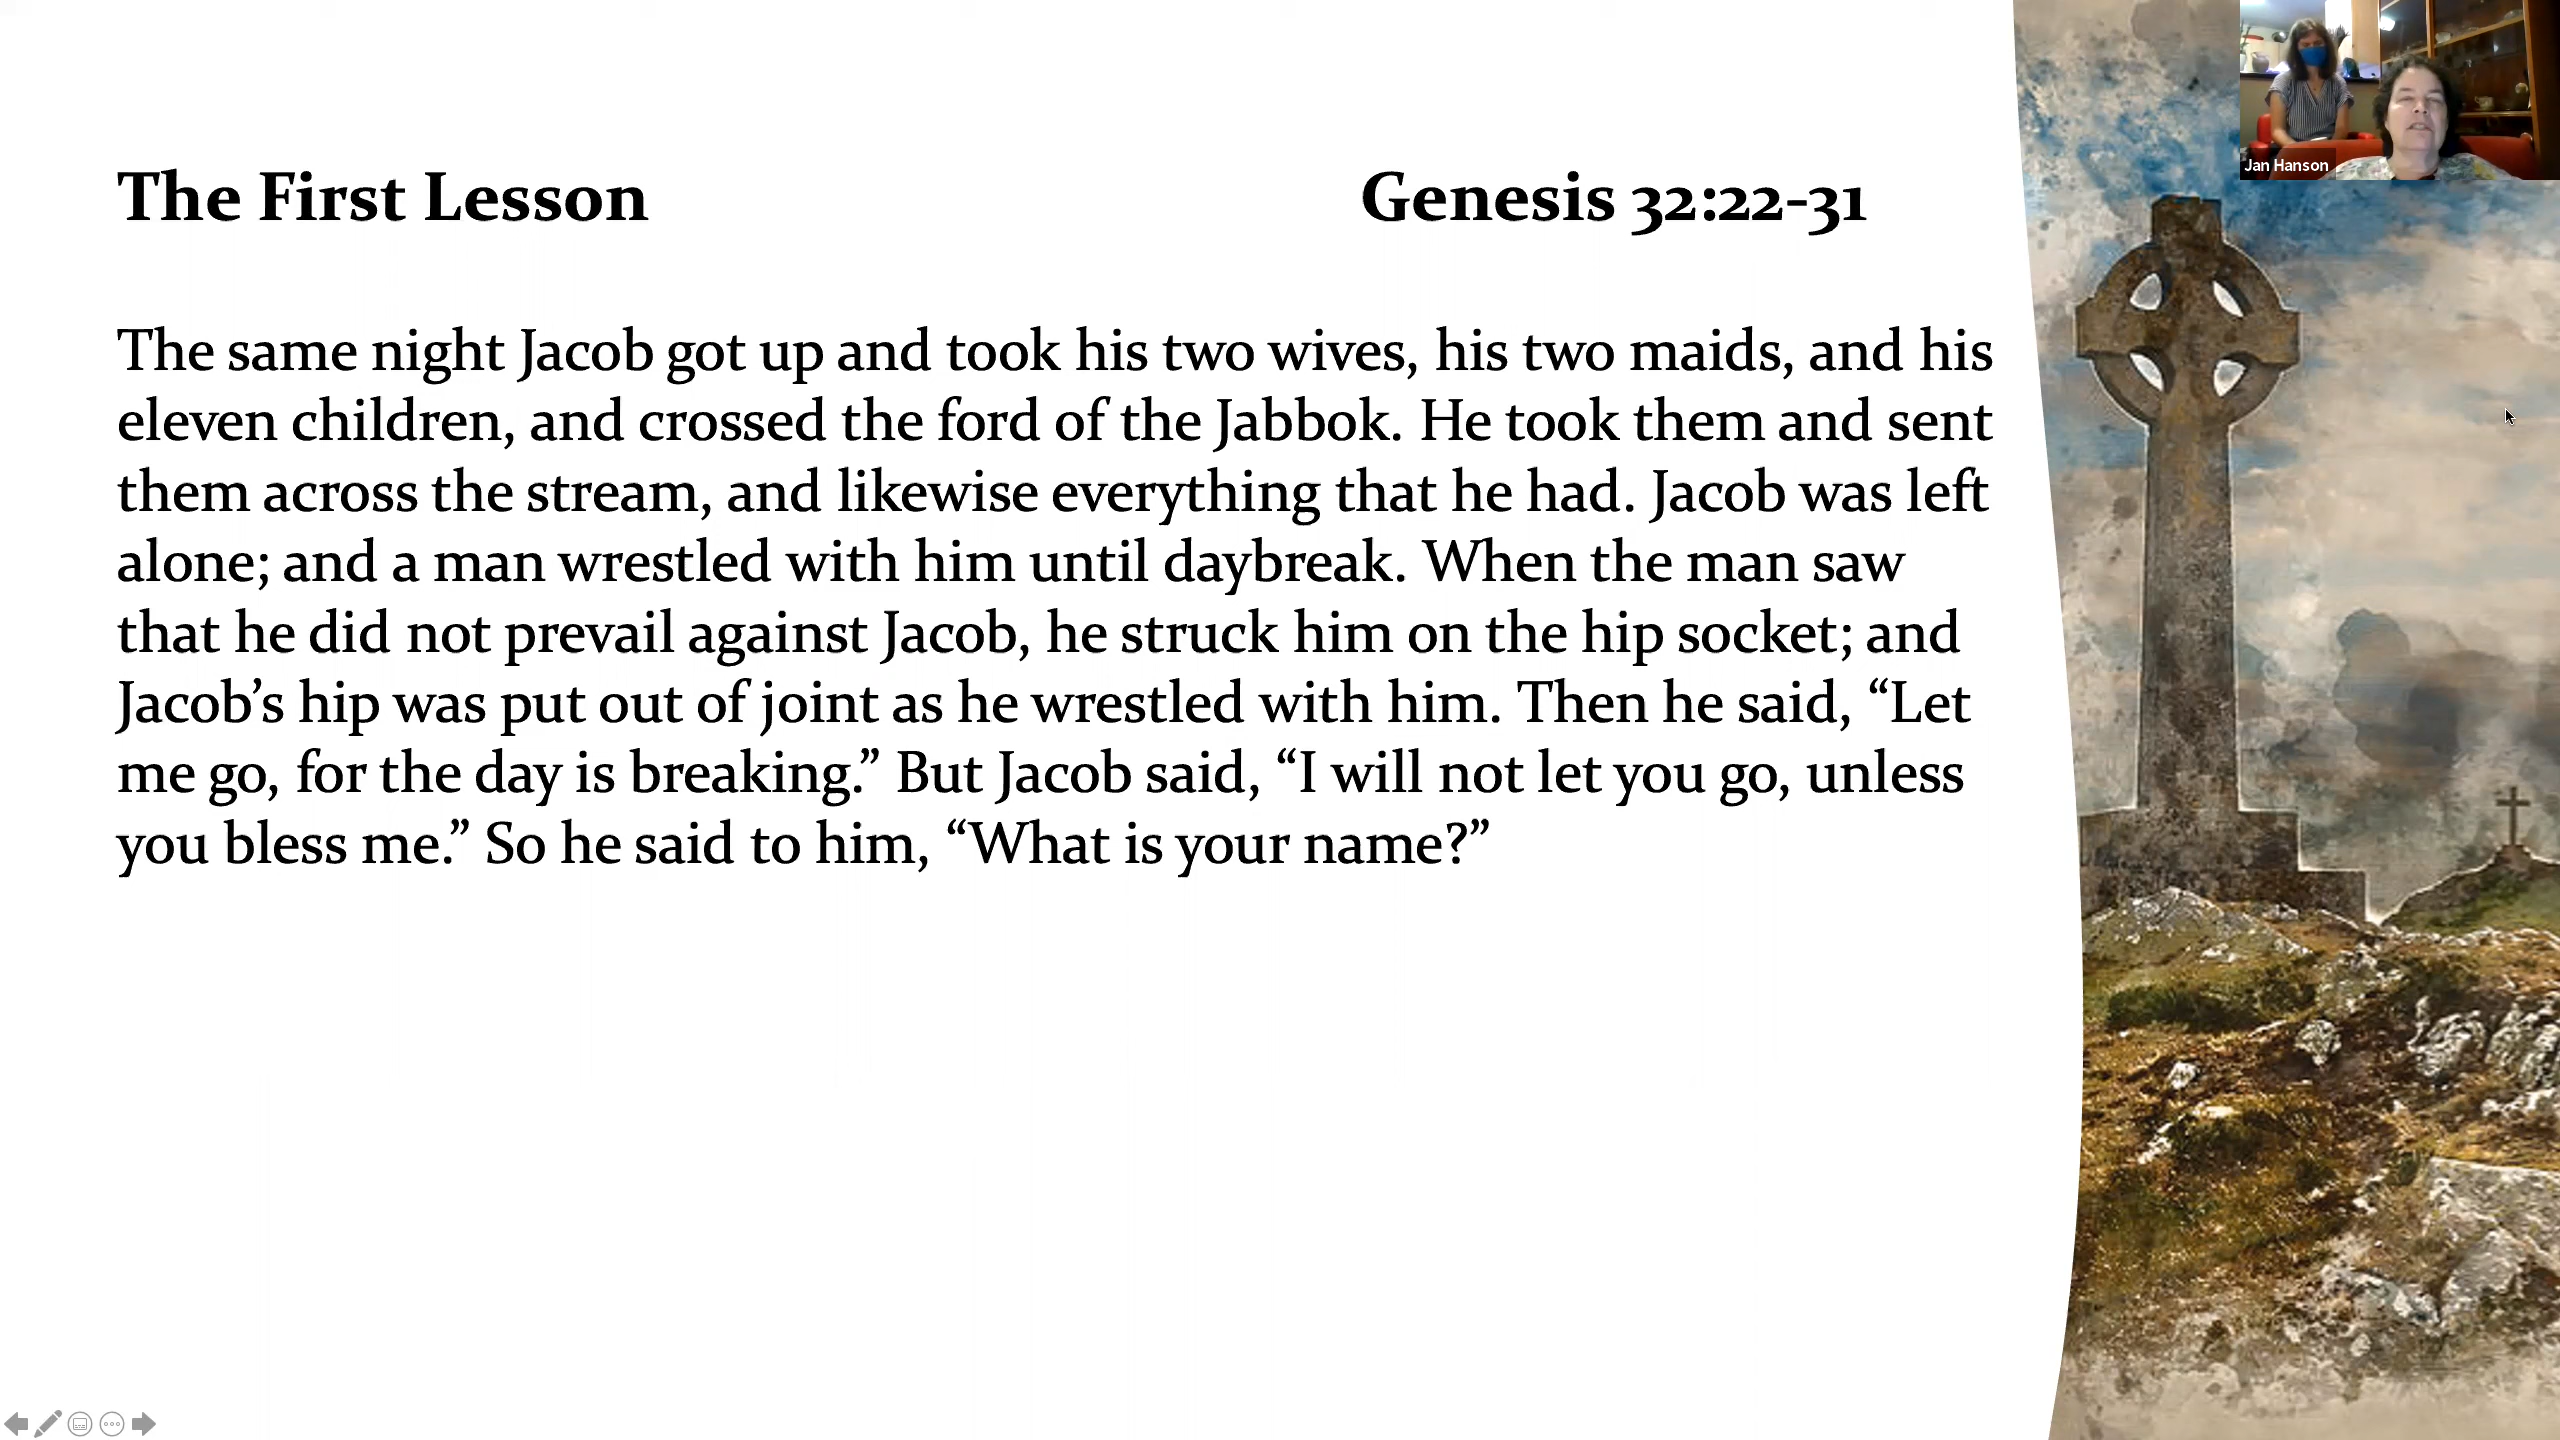 Jan Hanson
The First Lesson Genesis 32:22-31
The same night Jacob got up and took his two wives, his two maids, and his
eleven children, and crossed the ford of the Jabbok. He took them and sent
them across the stream, and likewise everything that he had. Jacob was left
alone; and a man wrestled with him until daybreak. When the man saw
that he did not prevail against Jacob, he struck him on the hip socket; and
Jacob’s hip was put out of joint as he wrestled with him. Then he said, “Let
me go, for the day is breaking.” But Jacob said, “I will not let you go, unless
you bless me.” So he said to him, “What is your name?”